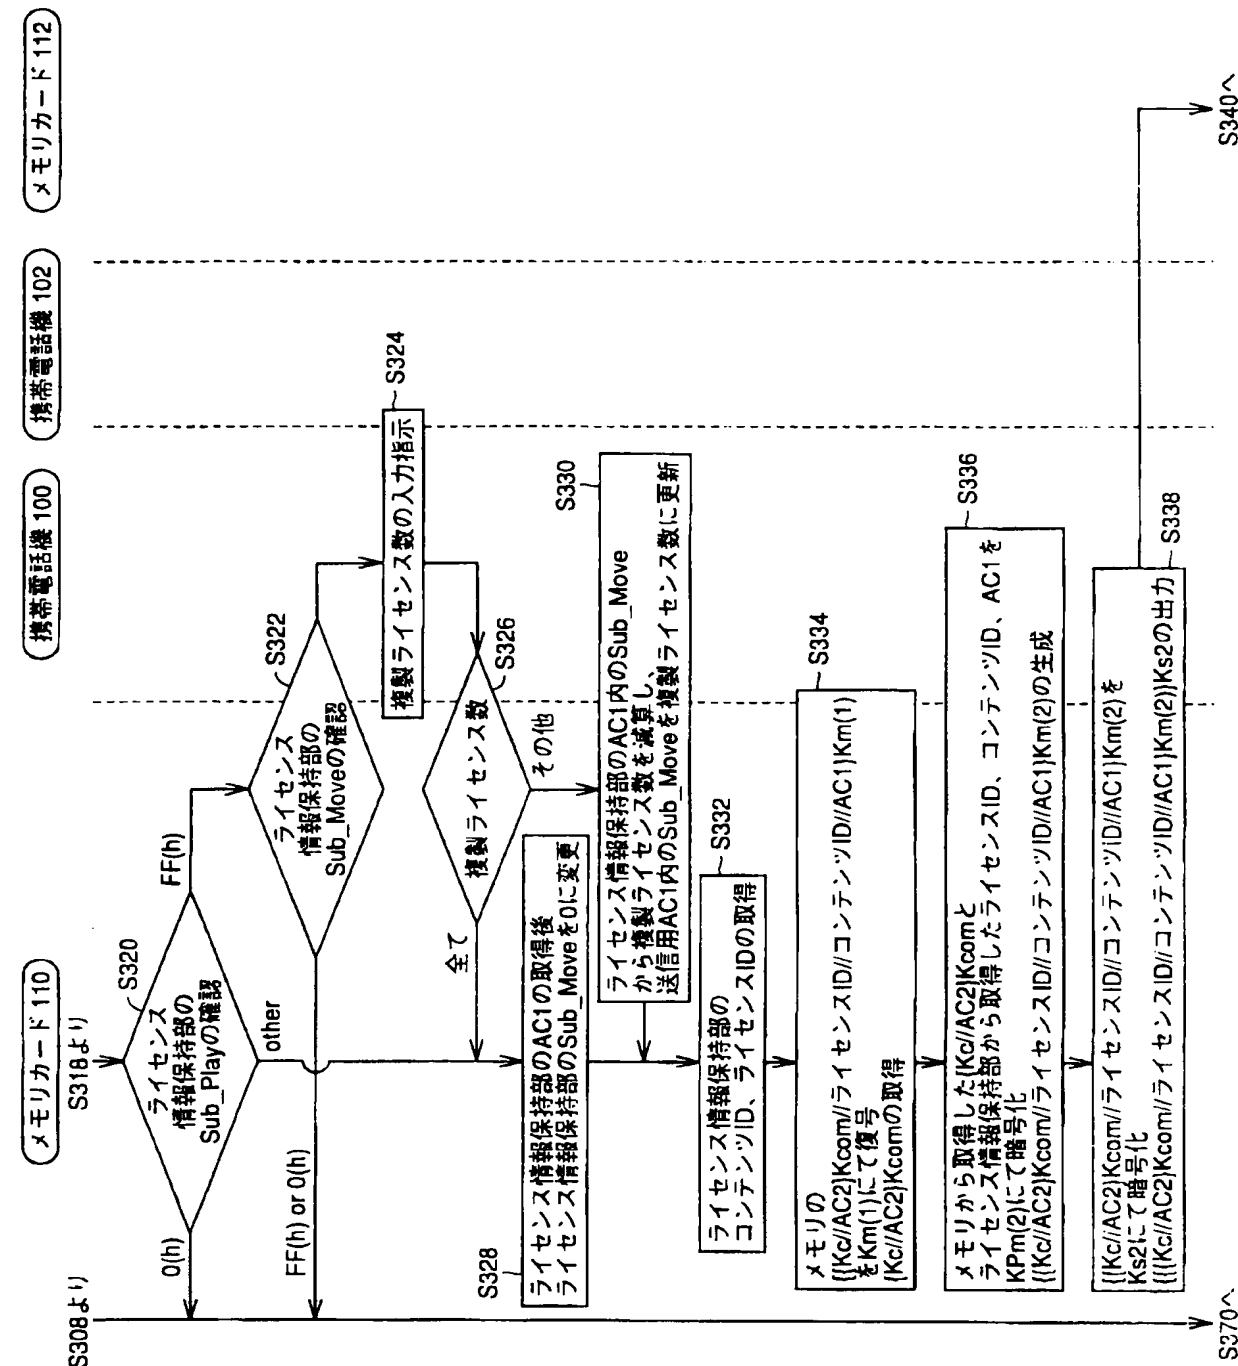 メモリカード 110
携帯電話機 100
携帯電話機 102
メモリカード 112
S308より
S318より
S320
ライセンス
情報保持部の
Sub_Playの確認
0(h)
FF(h)
other
S322
ライセンス
情報保持部の
Sub_Moveの確認
FF(h) or 0(h)
S324
複製ライセンス数の入力指示
S326
複製ライセンス数
全て
その他
S328
ライセンス情報保持部のAC1の取得後
ライセンス情報保持部のSub_Moveを0に変更
S330
ライセンス情報保持部のAC1内のSub_Move
から複製ライセンス数を減算し、
送信用AC1内のSub_Moveを複製ライセンス数に更新
S332
ライセンス情報保持部の
コンテンツID、ライセンスIDの取得
S334
メモリの
{{Kc//AC2}Kcom//ライセンスID//コンテンツID//AC1}Km(1)
をKm(1)にて復号
{Kc//AC2}Kcomの取得
S336
メモリから取得した{Kc//AC2}Kcomと
ライセンス情報保持部から取得したライセンスID、コンテンツID、AC1を
KPm(2)にて暗号化
{{Kc//AC2}Kcom//ライセンスID//コンテンツID//AC1}Km(2)の生成
S338
{{Kc//AC2}Kcom//ライセンスID//コンテンツID//AC1}Km(2)を
Ks2にて暗号化
{{{Kc//AC2}Kcom//ライセンスID//コンテンツID//AC1}Km(2)}Ks2の出力
S370へ
S340へ